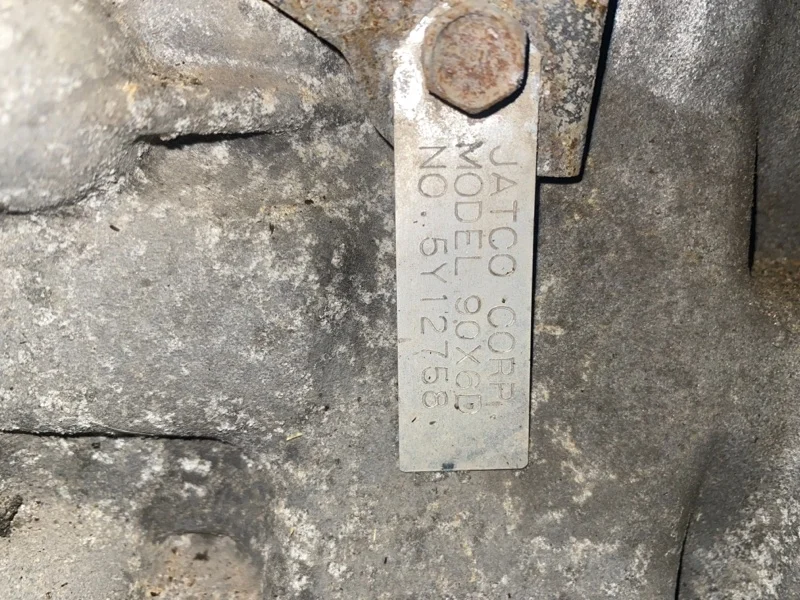 JATCO CORP
MODEL 90X6D
NO.5Y12758